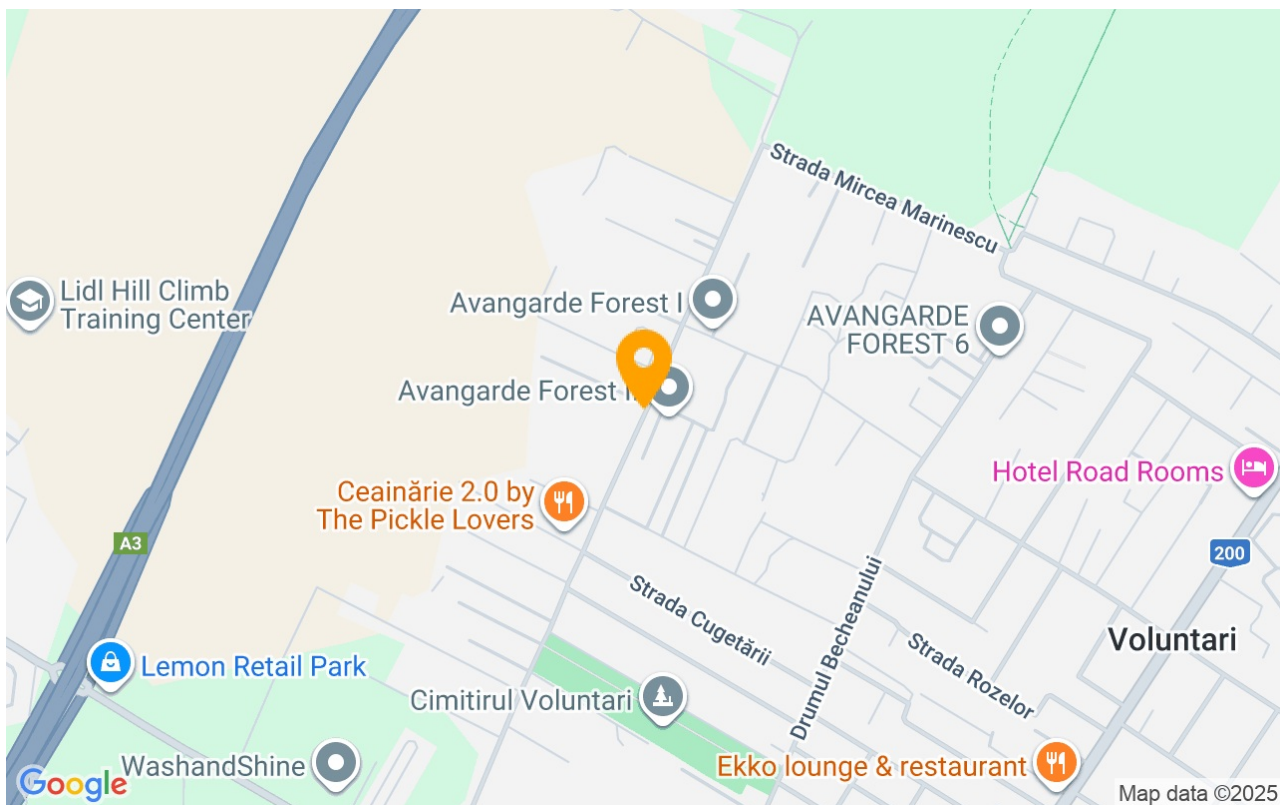 Strada Mircea Marinescu
Lidl Hill Climb
Training Center
Avangarde Forest I
AVANGARDE
FOREST 6
Avangarde Forest
Hotel Road Rooms
Ceainărie 2.0 by
The Pickle Lovers
A3
200
Strada Cugetării
Drumul Becheanului
Strada Rozelor
Voluntari
Lemon Retail Park
Cimitirul Voluntari
WashandShine
Ekko lounge & restaurant
Google
Map data ©2025